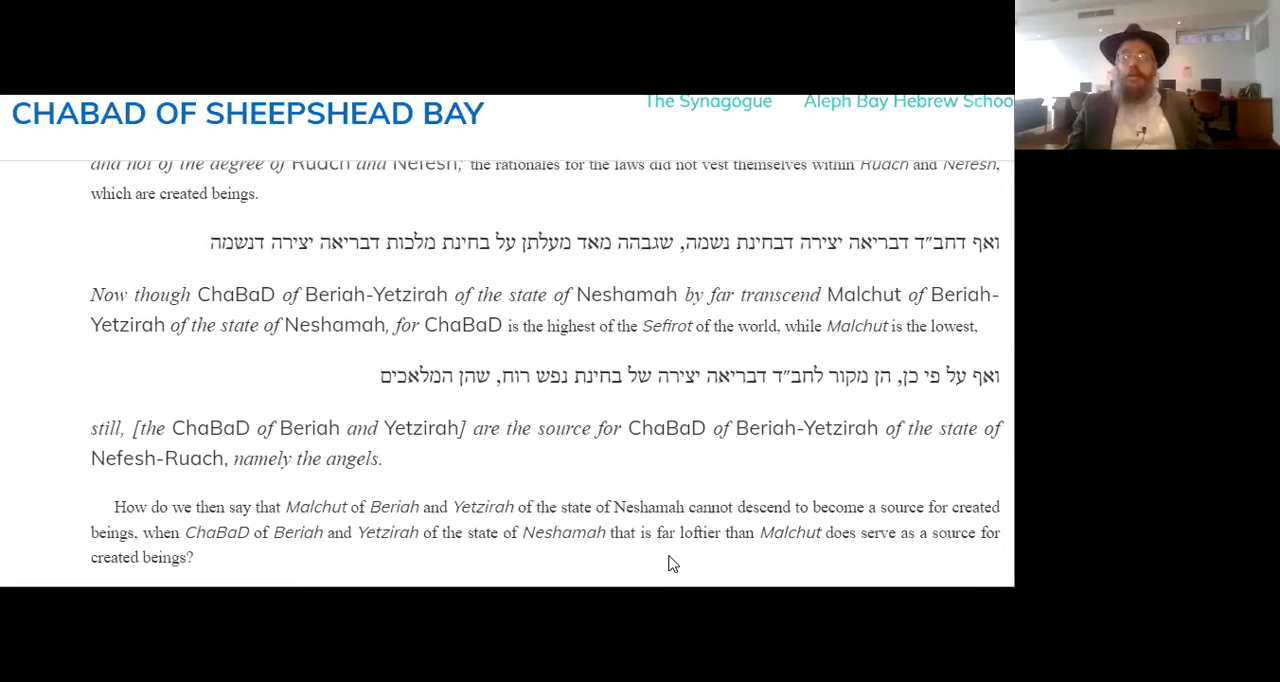 The Synagogue Aleph Bay Hebrew Schoo
CHABAD OF SHEEPSHEAD BAY
and not of the degree of Ruach and Nefesh, the rationales for the laws did not vest themselves within Ruach and Nefesh,
which are created beings.
ואף דחב״ד דבריאה יצירה דבחינת נשמה, שגבהה מאד מעלתן על בחינת מלכות דבריאה יצירה דנשמה
Now though ChaBaD of Beriah-Yetzirah of the state of Neshamah by far transcend Malchut of Beriah-
Yetzirah of the state of Neshamah, for ChaBaD is the highest of the Sefirot of the world, while Malchut is the lowest,
ואף על פי כן, הן מקור לחב״ד דבריאה יצירה של בחינת נפש רוח, שהן המלאכים
still, [the ChaBaD of Beriah and Yetzirah] are the source for ChaBaD of Beriah-Yetzirah of the state of
Nefesh-Ruach, namely the angels.
How do we then say that Malchut of Beriah and Yetzirah of the state of Neshamah cannot descend to become a source for created
beings, when ChaBaD of Beriah and Yetzirah of the state of Neshamah that is far loftier than Malchut does serve as a source for
created beings?